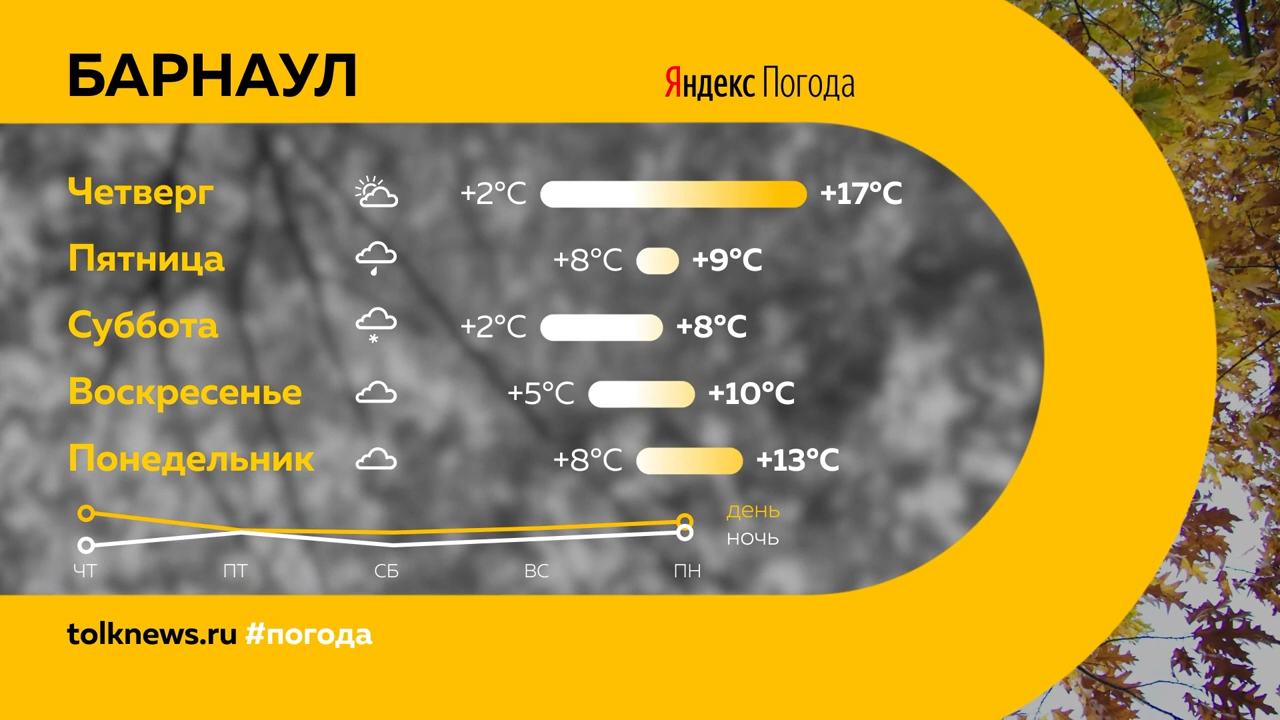 БАРНАУЛ
Яндекс Погода
Четверг +2°C +17°C
Пятница +8°C +9°C
Суббота +2°C +8°C
Воскресенье +5°C +10°C
Понедельник +8°C +13°C
день
ночь
ЧТ ПТ СБ ВС ПН
tolknews.ru #погода